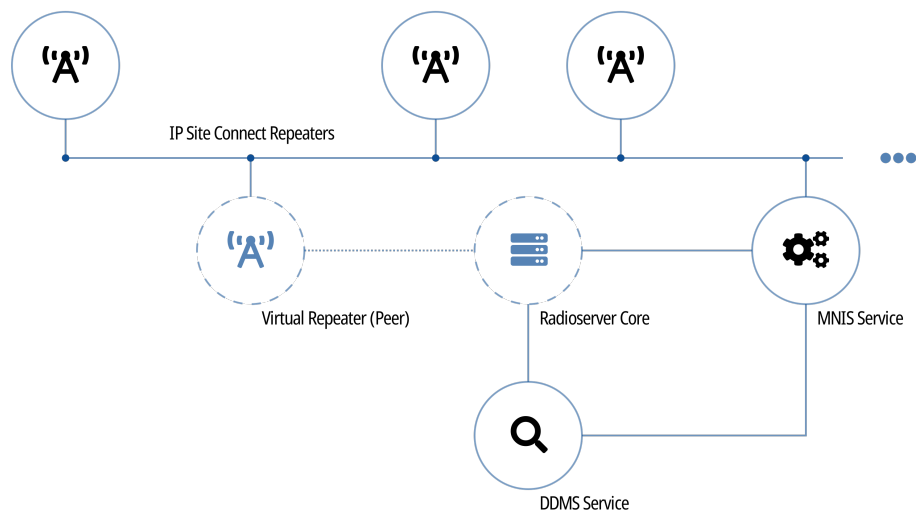 IP Site Connect Repeaters
Virtual Repeater (Peer)
Radioserver Core
MNIS Service
DDMS Service